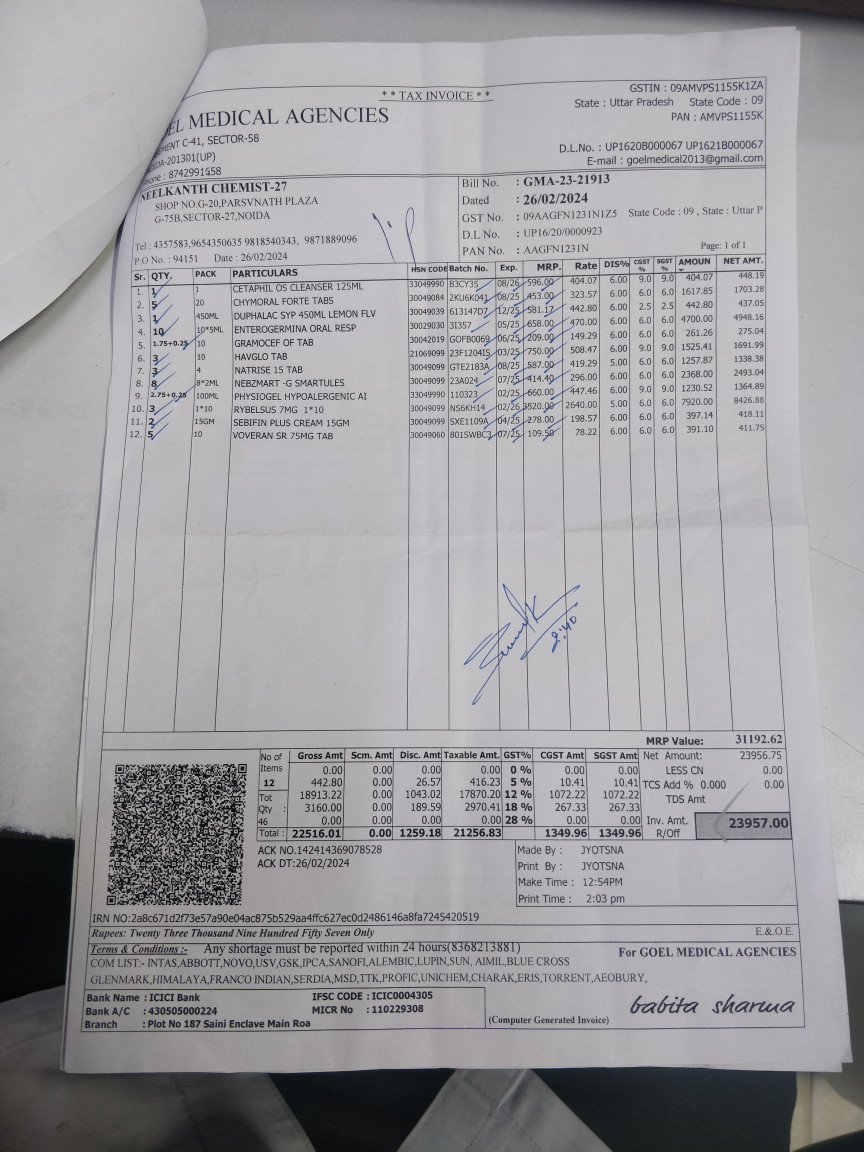 * * TAX INVOICE * *
GSTIN : 09AMVPS1155K1ZA
State : Uttar Pradesh State Code : 09
PAN : AMVPS1155K
MEDICAL AGENCIES
C-41, SECTOR-58
-201301(UP)
: 8742991658
D.L.No. : UP1620B000067 UP1621B000067
E-mail : goelmedical2013@gmail.com
NEELKANTH CHEMIST-27
SHOP NO.G-20,PARSVNATH PLAZA
G-75B,SECTOR-27,NOIDA
Tel : 4357583,9654350635 9818540343, 9871889096
P.O No. : 94151 Date : 26/02/2024
Bill No. : GMA-23-21913
Dated : 26/02/2024
GST No. : 09AAGFN1231N1Z5 State Code : 09 , State : Uttar P
D.L No. : UP16/20/0000923
PAN No. : AAGFN1231N
Page: 1 of 1
Sr. QTY. PACK PARTICULARS HSN CODE Batch No. Exp. MRP. Rate DIS% CGST % SGST % AMOUN NET AMT.
1. 1 1 CETAPHIL OS CLEANSER 125ML 33049990 B3CY35 08/26 596.00 404.07 6.00 9.0 9.0 404.07 448.19
2. 5 20 CHYMORAL FORTE TABS 30049084 2KU6K041 08/25 453.00 323.57 6.00 6.0 6.0 1617.85 1703.28
3. 1 450ML DUPHALAC SYP 450ML LEMON FLV 30049039 613147D7 12/25 581.17 442.80 6.00 2.5 2.5 442.80 437.05
4. 10 10*5ML ENTEROGERMINA ORAL RESP 30029030 3I357 05/25 658.00 470.00 6.00 6.0 6.0 4700.00 4948.16
5. 1.75+0.25 10 GRAMOCEF OF TAB 30042019 GOFB0069 06/25 209.00 149.29 6.00 6.0 6.0 261.26 275.04
6. 3 10 HAVGLO TAB 21069099 23F1204IS 03/25 750.00 508.47 6.00 9.0 9.0 1525.41 1691.99
7. 3 4 NATRISE 15 TAB 30049099 GTE2183A 08/25 587.00 419.29 5.00 6.0 6.0 1257.87 1338.38
8. 8 8*2ML NEBZMART -G SMARTULES 30049099 23A024 07/25 414.40 296.00 6.00 6.0 6.0 2368.00 2493.04
9. 2.75+0.25 100ML PHYSIOGEL HYPOALERGENIC AI 33049990 110323 02/25 660.00 447.46 6.00 9.0 9.0 1230.52 1364.89
10. 3 1*10 RYBELSUS 7MG 1*10 30049099 NS6KH14 02/26 3520.00 2640.00 5.00 6.0 6.0 7920.00 8426.88
11. 2 15GM SEBIFIN PLUS CREAM 15GM 30049099 SXE1109A 04/25 278.00 198.57 6.00 6.0 6.0 397.14 418.11
12. 5 10 VOVERAN SR 75MG TAB 30049060 801SWBC3 07/25 109.50 78.22 6.00 6.0 6.0 391.10 411.75
2:40
MRP Value: 31192.62
No of Items 12 Tot Qty : 46
Gross Amt Scm. Amt Disc. Amt Taxable Amt. GST% CGST Amt SGST Amt
0.00 0.00 0.00 0.00 0 % 0.00 0.00
442.80 0.00 26.57 416.23 5 % 10.41 10.41
18913.22 0.00 1043.02 17870.20 12 % 1072.22 1072.22
3160.00 0.00 189.59 2970.41 18 % 267.33 267.33
0.00 0.00 0.00 0.00 28 % 0.00 0.00
Total : 22516.01 0.00 1259.18 21256.83 1349.96 1349.96
Net Amount: 23956.75
LESS CN 0.00
TCS Add % 0.000 0.00
TDS Amt
Inv. Amt. 23957.00
R/Off
ACK NO.142414369078528
ACK DT:26/02/2024
Made By : JYOTSNA
Print By : JYOTSNA
Make Time : 12:54PM
Print Time : 2:03 pm
IRN NO:2a8c671d2f73e57a90e04ac875b529aa4ffc627ec0d2486146a8fa7245420519
Rupees: Twenty Three Thousand Nine Hundred Fifty Seven Only
E.&O.E.
Terms & Conditions :- Any shortage must be reported within 24 hours(8368213881)
COM LIST:- INTAS,ABBOTT,NOVO,USV,GSK,IPCA,SANOFI,ALEMBIC,LUPIN,SUN, AIMIL,BLUE CROSS
GLENMARK,HIMALAYA,FRANCO INDIAN,SERDIA,MSD,TTK,PROFIC,UNICHEM,CHARAK,ERIS,TORRENT,AEOBURY,
For GOEL MEDICAL AGENCIES
Bank Name : ICICI Bank IFSC CODE : ICIC0004305
Bank A/C : 430505000224 MICR No : 110229308
Branch : Plot No 187 Saini Enclave Main Roa
(Computer Generated Invoice)
babita sharma